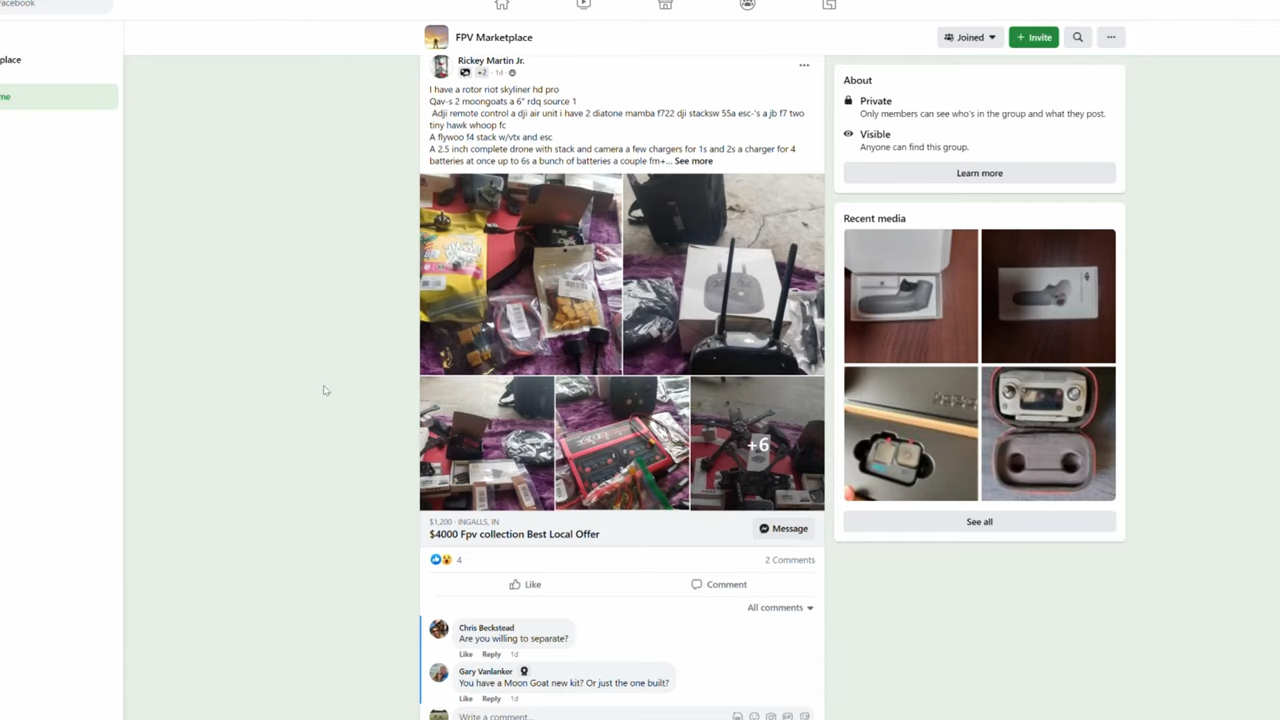 Facebook
FPV Marketplace
Joined
+ Invite
place
me
Rickey Martin Jr.
+2 · 1d ·
I have a rotor riot skyliner hd pro
Qav-s 2 moongoats a 6" rdq source 1
Adji remote control a dji air unit i have 2 diatone mamba f722 dji stacksw 55a esc-'s a jb f7 two
tiny hawk whoop fc
A flywoo f4 stack w/vtx and esc
A 2.5 inch complete drone with stack and camera a few chargers for 1s and 2s a charger for 4
batteries at once up to 6s a bunch of batteries a couple fm+... See more
+6
$1,200 · INGALLS, IN
$4000 Fpv collection Best Local Offer
Message
4
2 Comments
Like
Comment
All comments
Chris Beckstead
Are you willing to separate?
Like Reply 1d
Gary Vanlanker
You have a Moon Goat new kit? Or just the one built?
Like Reply 1d
Write a comment...
About
Private
Only members can see who's in the group and what they post.
Visible
Anyone can find this group.
Learn more
Recent media
See all